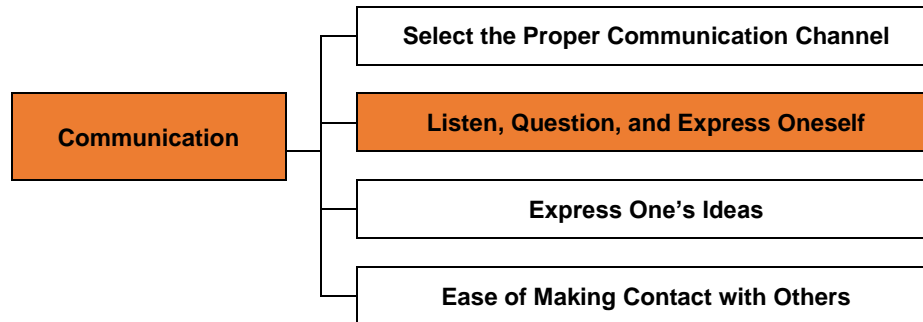 Select the Proper Communication Channel
Communication
Listen, Question, and Express Oneself
Express One’s Ideas
Ease of Making Contact with Others